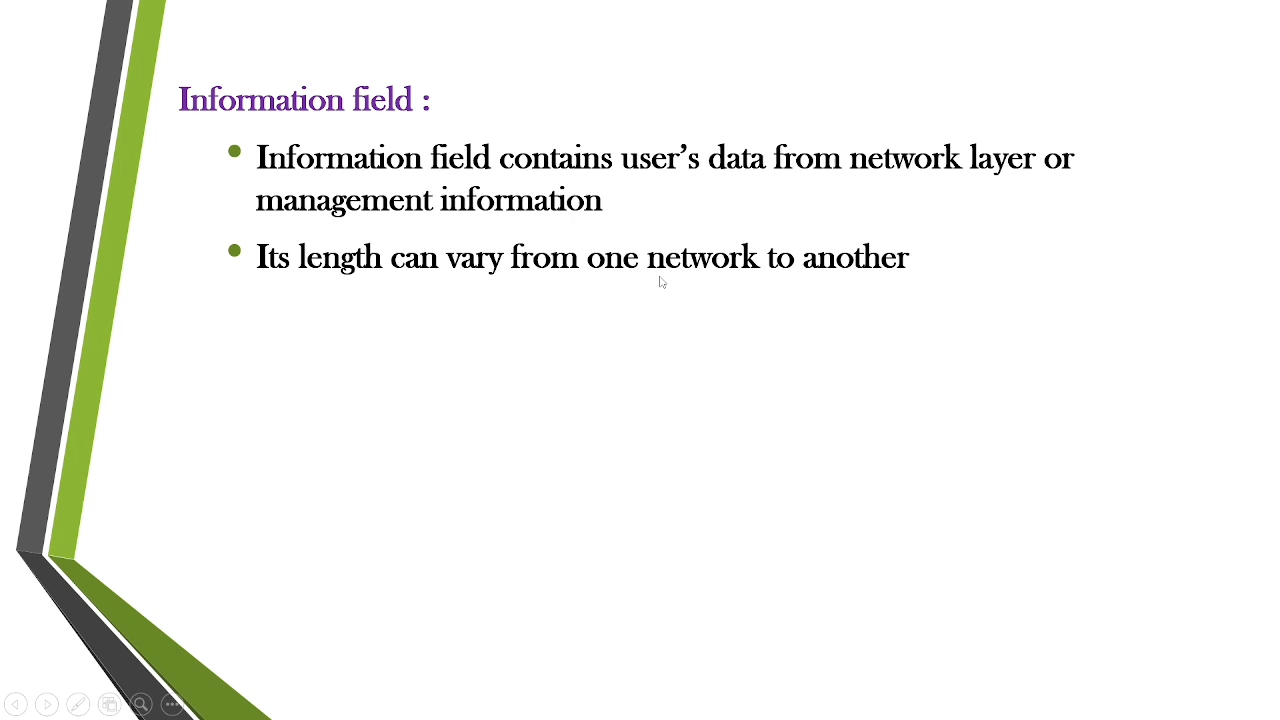 Information field :
• Information field contains user’s data from network layer or
management information
• Its length can vary from one network to another